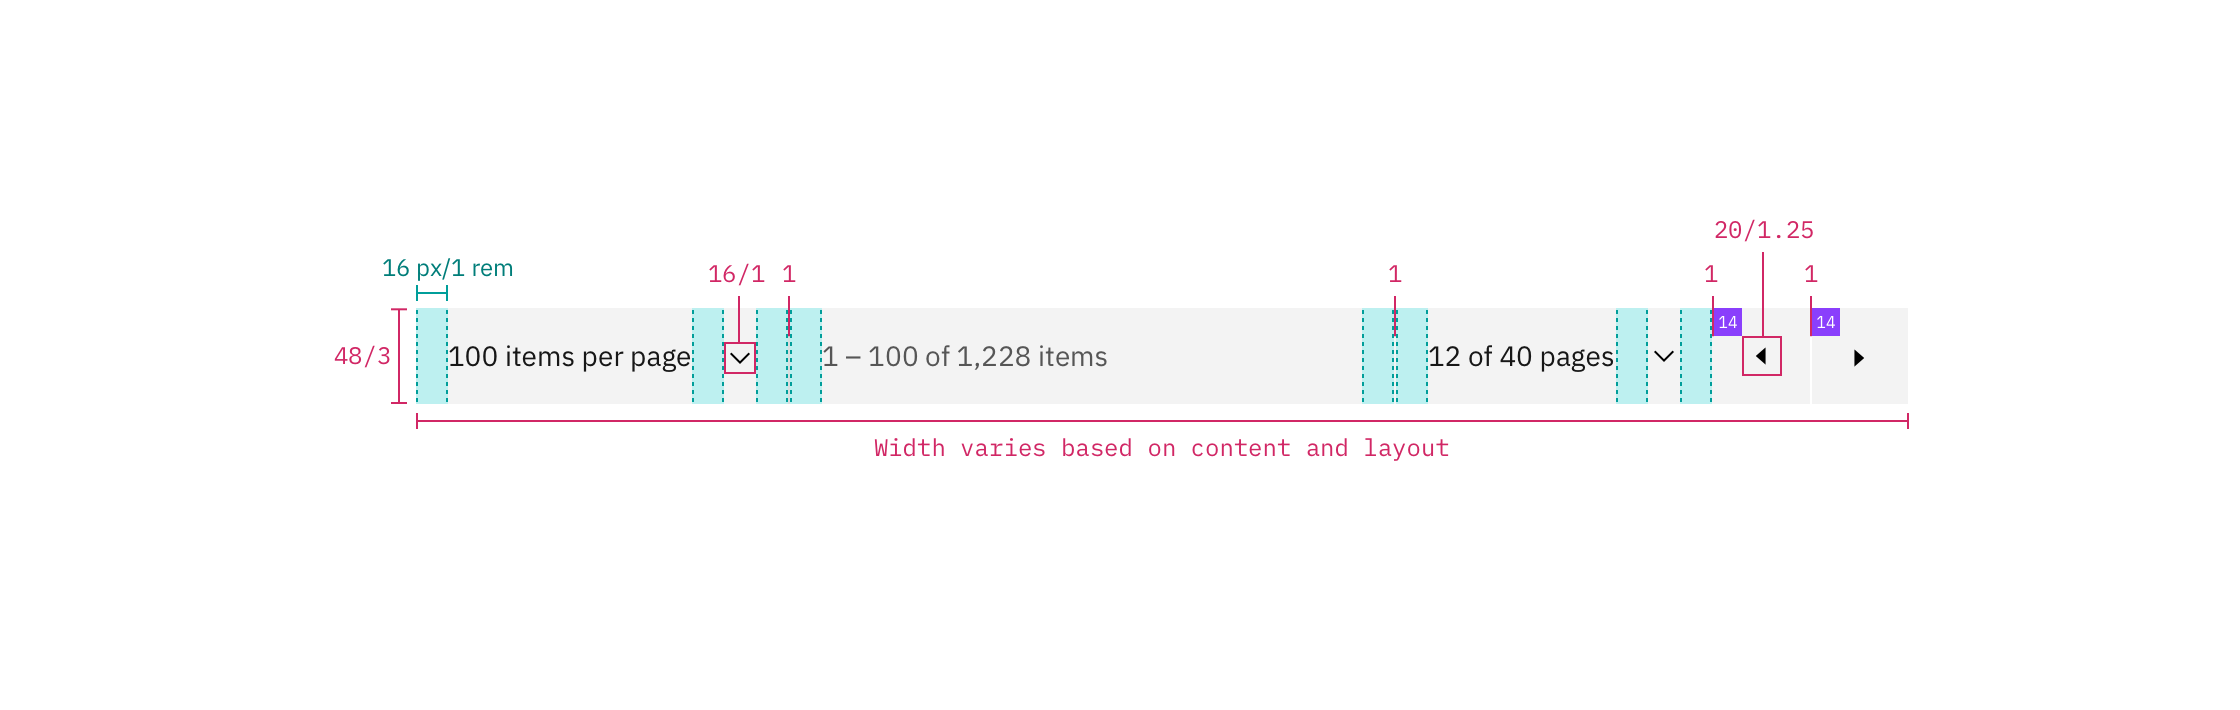 20/1.25
16 px/1 rem
16/1
1
1
1
1
14
14
48/3
100 items per page
1 – 100 of 1,228 items
12 of 40 pages
Width varies based on content and layout